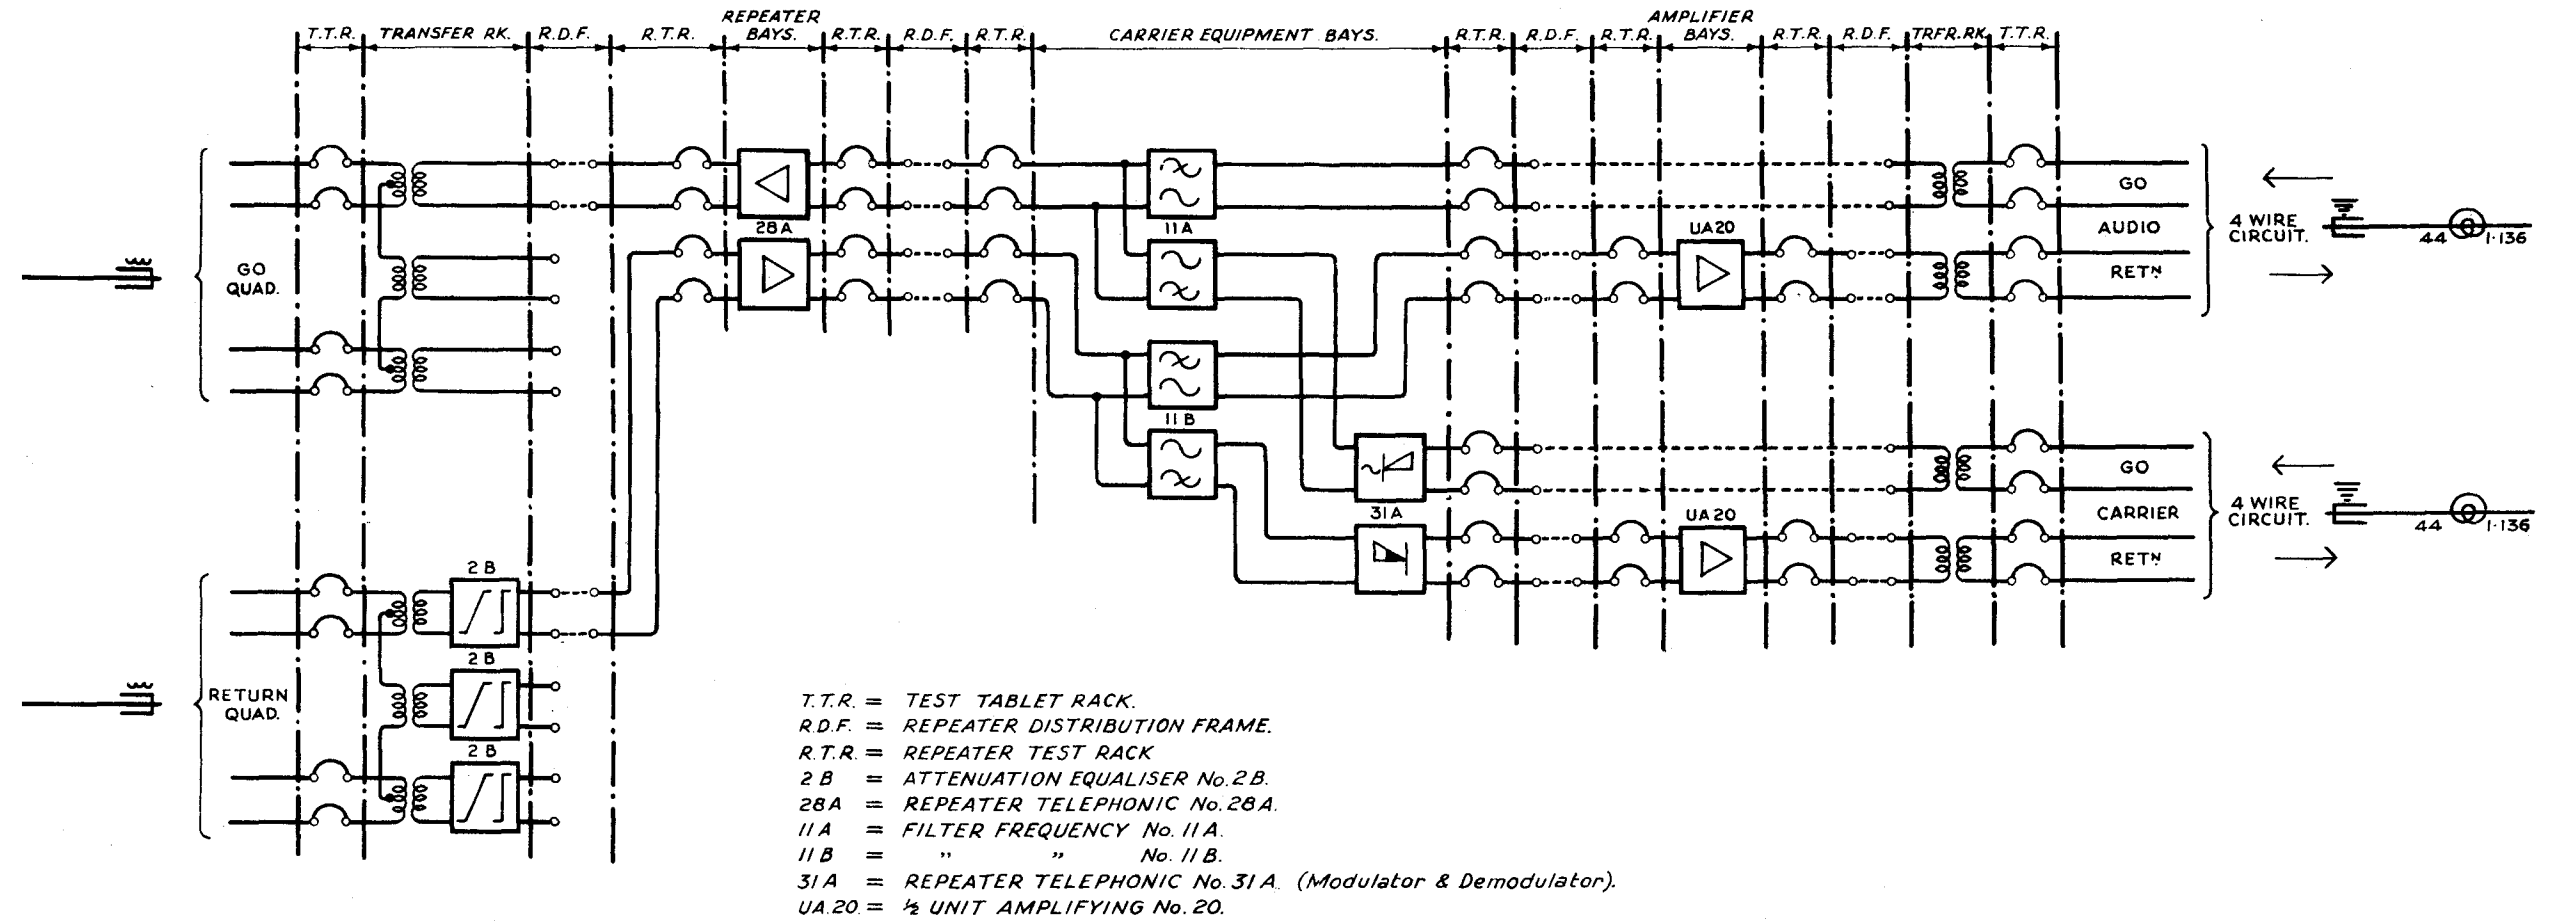 REPEATER
AMPLIFIER
T.T.R. TRANSFER RK. R.D.F. R.T.R. BAYS. R.T.R. R.D.F. R.T.R. CARRIER EQUIPMENT BAYS. R.T.R. R.D.F. R.T.R. BAYS. R.T.R. R.D.F. TRFR.RK. T.T.R.
GO
QUAD.
28A
11A
11B
31A
UA20
UA20
GO
AUDIO
RETN
4 WIRE
CIRCUIT.
44 1·136
GO
CARRIER
RETN
4 WIRE
CIRCUIT.
44 1·136
RETURN
QUAD.
2B
2B
2B
T.T.R. = TEST TABLET RACK.
R.D.F. = REPEATER DISTRIBUTION FRAME.
R.T.R. = REPEATER TEST RACK
2B = ATTENUATION EQUALISER No.2B.
28A = REPEATER TELEPHONIC No.28A.
11A = FILTER FREQUENCY No.11A.
11B = " " No.11B.
31A = REPEATER TELEPHONIC No.31A. (Modulator & Demodulator).
UA.20. = ½ UNIT AMPLIFYING No.20.